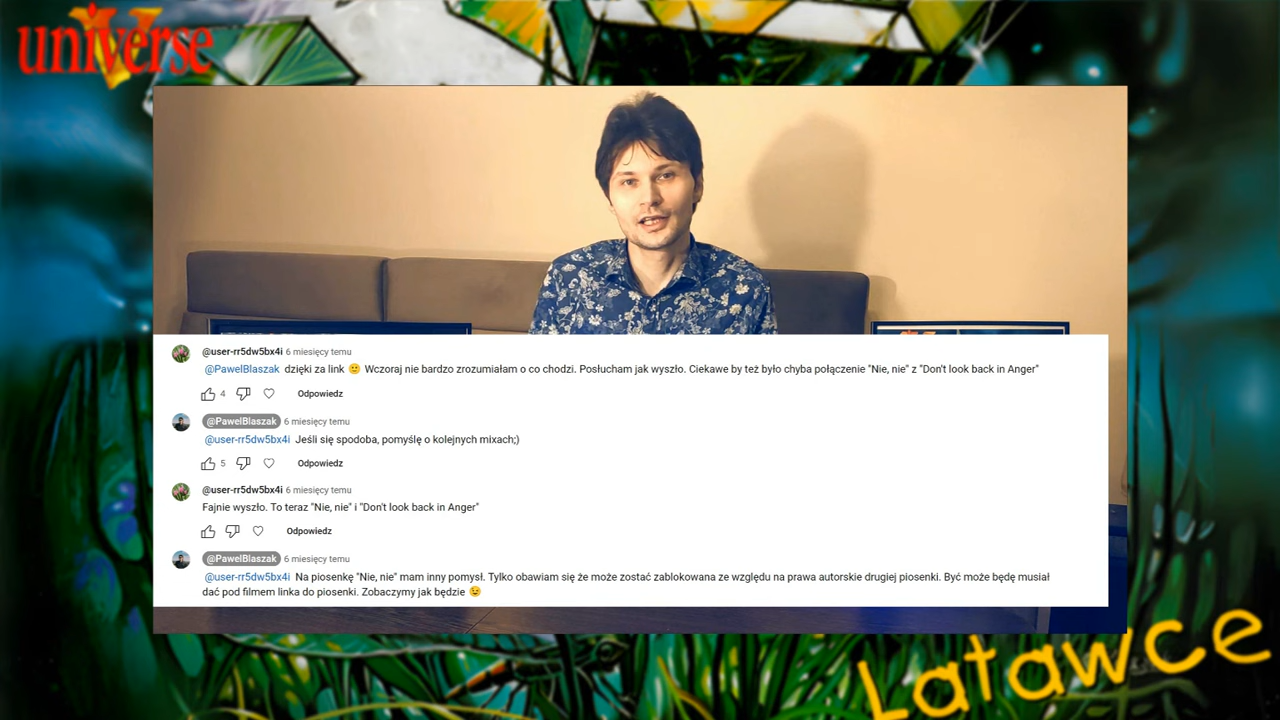 universe
@user-rr5dw5bx4i 6 miesięcy temu
@PawelBlaszak dzięki za link 🙂 Wczoraj nie bardzo zrozumiałam o co chodzi. Posłucham jak wyszło. Ciekawe by też było chyba połączenie "Nie, nie" z "Don't look back in Anger"
4 Odpowiedz
@PawelBlaszak 6 miesięcy temu
@user-rr5dw5bx4i Jeśli się spodoba, pomyślę o kolejnych mixach;)
5 Odpowiedz
@user-rr5dw5bx4i 6 miesięcy temu
Fajnie wyszło. To teraz "Nie, nie" i "Don't look back in Anger"
Odpowiedz
@PawelBlaszak 6 miesięcy temu
@user-rr5dw5bx4i Na piosenkę "Nie, nie" mam inny pomysł. Tylko obawiam się że może zostać zablokowana ze względu na prawa autorskie drugiej piosenki. Być może będę musiał
dać pod filmem linka do piosenki. Zobaczymy jak będzie 😉
Latawce